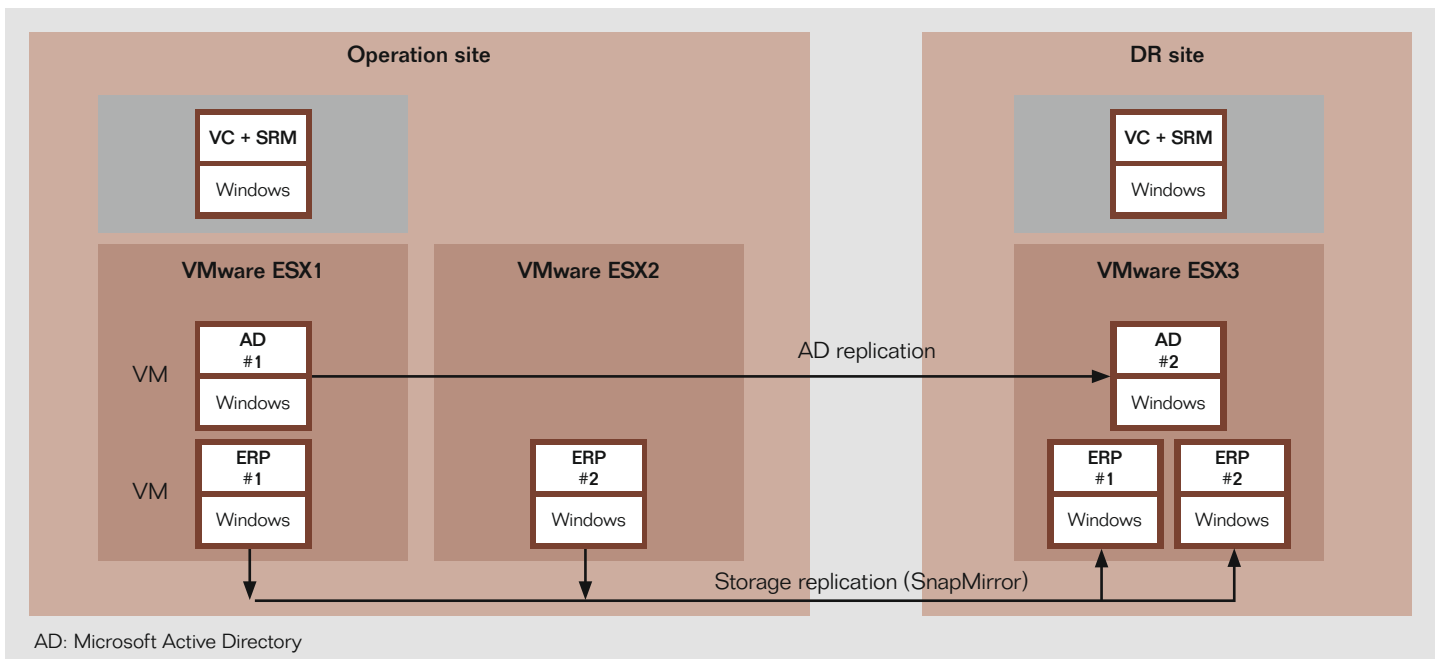 Operation site
VC + SRM
Windows
VMware ESX1
VMware ESX2
VM
AD
#1
Windows
VM
ERP
#1
Windows
ERP
#2
Windows
AD replication
Storage replication (SnapMirror)
DR site
VC + SRM
Windows
VMware ESX3
AD
#2
Windows
ERP
#1
Windows
ERP
#2
Windows
AD: Microsoft Active Directory